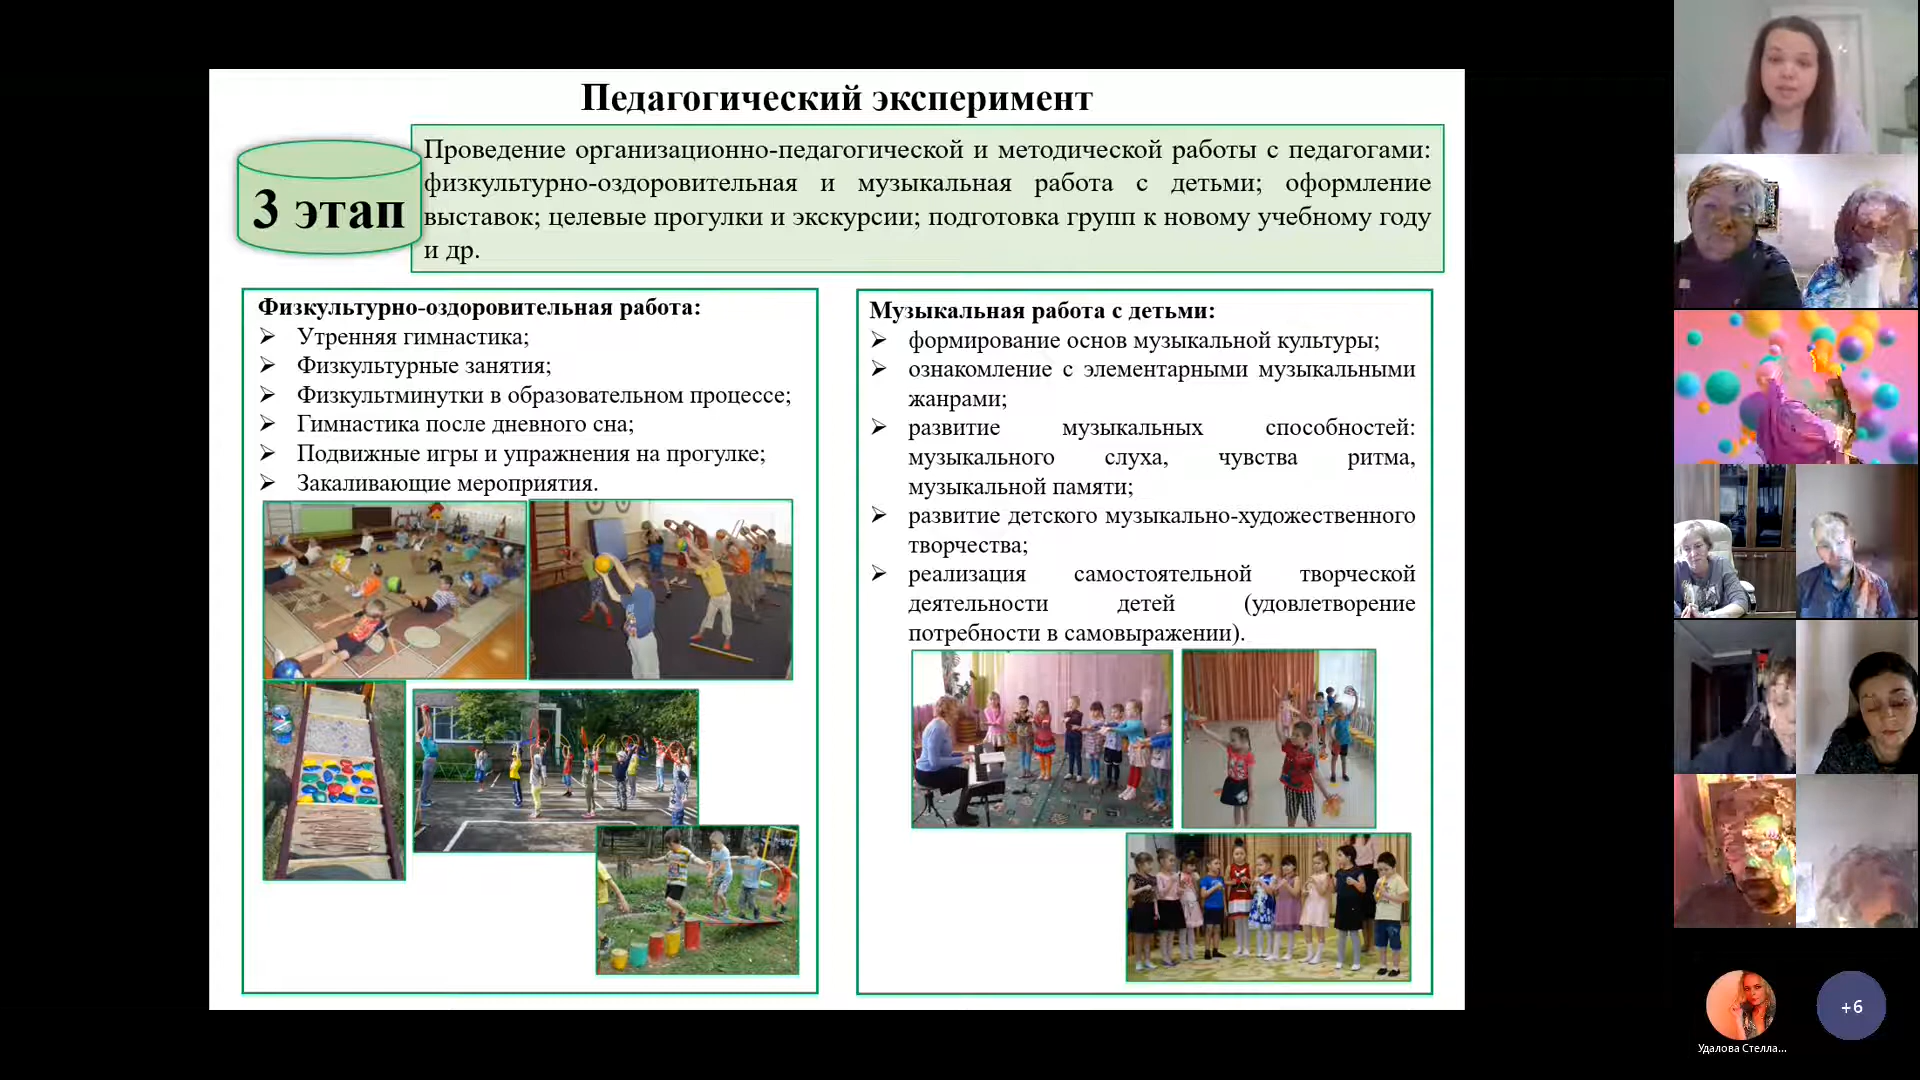 Педагогический эксперимент
3 этап
Проведение организационно-педагогической и методической работы с педагогами:
физкультурно-оздоровительная и музыкальная работа с детьми; оформление
выставок; целевые прогулки и экскурсии; подготовка групп к новому учебному году
и др.
Физкультурно-оздоровительная работа:
Утренняя гимнастика;
Физкультурные занятия;
Физкультминутки в образовательном процессе;
Гимнастика после дневного сна;
Подвижные игры и упражнения на прогулке;
Закаливающие мероприятия.
Музыкальная работа с детьми:
формирование основ музыкальной культуры;
ознакомление с элементарными музыкальными
жанрами;
развитие музыкальных способностей:
музыкального слуха, чувства ритма,
музыкальной памяти;
развитие детского музыкально-художественного
творчества;
реализация самостоятельной творческой
деятельности детей (удовлетворение
потребности в самовыражении).
+6
Удалова Стелла...